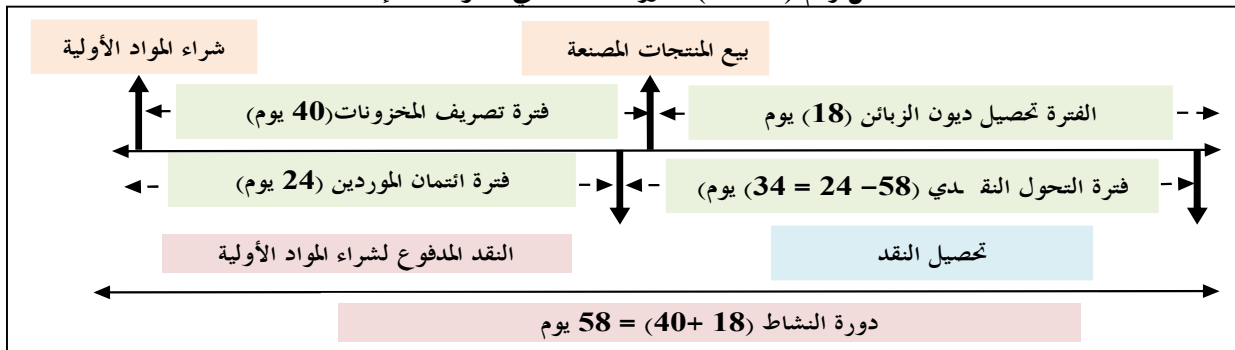 شراء المواد الأولية
بيع المنتجات المصنعة
فترة تصريف المخزونات(40 يوم)
الفترة تحصيل ديون الزبائن (18) يوم
فترة ائتمان الموردين (24 يوم)
فترة التحول النقدي (58– 24 = 34) يوم)
النقد المدفوع لشراء المواد الأولية
تحصيل النقد
دورة النشاط (18 +40) = 58 يوم